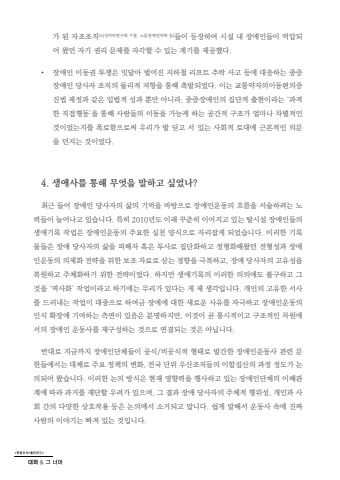 가 된 자조조직(이들)이 등장하여 시설 내 장애인들이 억압되
어 왔던 자기 권리 문제를 자각할 수 있는 계기를 제공했다.
• 장애인 이동권 투쟁은 잇달아 벌어진 지하철 리프트 추락 사고 등에 대응하는 중증
장애인 당사자 조직의 물리적 저항을 통해 촉발되었다. 이는 교통약자의이동편의증
진법 제정과 같은 입법적 성과 뿐만 아니라, 중증장애인의 집단적 출현이라는 '과격
한 직접행동'을 통해 사람들의 이동을 가능케 하는 공간적 구조가 얼마나 차별적인
것이었는지를 폭로함으로써 우리가 발 딛고 서 있는 사회적 토대에 근본적인 의문
을 던지는 것이었다.
4. 생애사를 통해 무엇을 말하고 싶었나?
최근 들어 장애인 당사자의 삶의 기억을 바탕으로 장애인운동의 흐름을 서술하려는 노
력들이 늘어나고 있습니다. 특히 2010년도 이래 꾸준히 이어지고 있는 탈시설 장애인들의
생애기록 작업은 장애인운동의 주요한 실천 양식으로 자리잡게 되었습니다. 이러한 기록
물들은 장애 당사자의 삶을 피해자 혹은 투사로 집단화하고 정형화해왔던 전형성과 장애
인운동의 의제화 전략을 위한 보조 자료로 삼는 경향을 극복하고, 장애 당사자의 고유성을
복원하고 주체화하기 위한 전략이었다. 하지만 생애기록의 이러한 의의에도 불구하고 그
것을 '역사화' 작업이라고 하기에는 무리가 있다는 게 제 생각입니다. 개인의 고유한 서사
를 드러내는 작업이 대중으로 하여금 장애에 대한 새로운 사유를 자극하고 장애인운동의
인식 확장에 기여하는 측면이 있음은 분명하지만, 이것이 곧 통시적이고 구조적인 차원에
서의 장애인 운동사를 재구성하는 것으로 연결되는 것은 아닙니다.
반대로 지금까지 장애인단체들이 공식/비공식적 형태로 발간한 장애인운동사 관련 문
헌들에서는 대체로 주요 정책의 변화, 전국 단위 우산조직들의 이합집산의 과정 정도가 논
의되어 왔습니다. 이러한 논의 방식은 현재 영향력을 행사하고 있는 장애인단체의 이해관
계에 따라 과거를 재단할 우려가 있으며, 그 결과 장애 당사자의 주체적 행위성, 개인과 사
회 간의 다양한 상호작용 등은 논의에서 소거되고 맙니다. 쉽게 말해서 운동사 속에 진짜
사람의 이야기는 빠져 있는 것입니다.
대화 & 그 너머